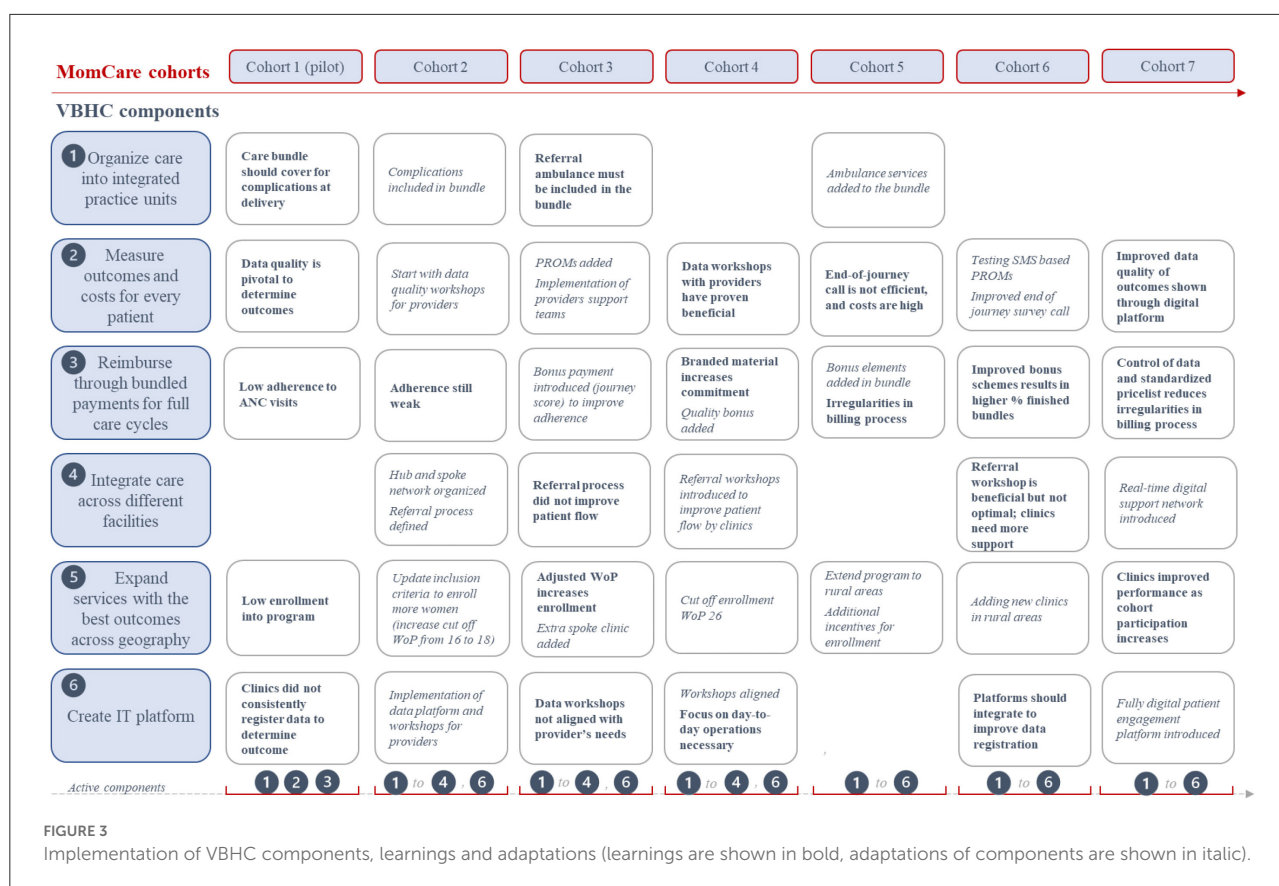 MomCare cohorts
Cohort 1 (pilot)
Cohort 2
Cohort 3
Cohort 4
Cohort 5
Cohort 6
Cohort 7
VBHC components
1 Organize care
into integrated
practice units
Care bundle
should cover for
complications at
delivery
Complications
included in bundle
Referral
ambulance must
be included in the
bundle
Ambulance services
added to the bundle
2 Measure
outcomes and
costs for every
patient
Data quality is
pivotal to
determine
outcomes
Start with data
quality workshops
for providers
PROMs added
Implementation of
providers support
teams
Data workshops
with providers
have proven
beneficial
End-of-journey
call is not efficient,
and costs are high
Testing SMS based
PROMs
Improved end of
journey survey call
Improved data
quality of
outcomes shown
through digital
platform
3 Reimburse
through bundled
payments for full
care cycles
Low adherence to
ANC visits
Adherence still
weak
Bonus payment
introduced (journey
score) to improve
adherence
Branded material
increases
commitment
Quality bonus
added
Bonus elements
added in bundle
Irregularities in
billing process
Improved bonus
schemes results in
higher % finished
bundles
Control of data
and standardized
pricelist reduces
irregularities in
billing process
4 Integrate care
across different
facilities
Hub and spoke
network organized
Referral process
defined
Referral process
did not improve
patient flow
Referral workshops
introduced to
improve patient
flow by clinics
Referral
workshop is
beneficial but not
optimal; clinics
need more
support
Real-time digital
support network
introduced
5 Expand
services with the
best outcomes
across geography
Low enrollment
into program
Update inclusion
criteria to enroll
more women
(increase cut off
WoP from 16 to 18)
Adjusted WoP
increases
enrollment
Extra spoke clinic
added
Cut off enrollment
WoP 26
Extend program to
rural areas
Additional
incentives for
enrollment
Adding new clinics
in rural areas
Clinics improved
performance as
cohort
participation
increases
6
Create IT platform
Clinics did not
consistently
register data to
determine
outcome
Implementation of
data platform and
workshops for
providers
Data workshops
not aligned with
provider's needs
Workshops aligned
Focus on day-to-
day operations
necessary
,
Platforms should
integrate to
improve data
registration
Fully digital patient
engagement
platform introduced
Active components
1 2 3
1 to 4 , 6
1 to 4 , 6
1 to 4 , 6
1 to 6
1 to 6
1 to 6
FIGURE 3
Implementation of VBHC components, learnings and adaptations (learnings are shown in bold, adaptations of components are shown in italic).